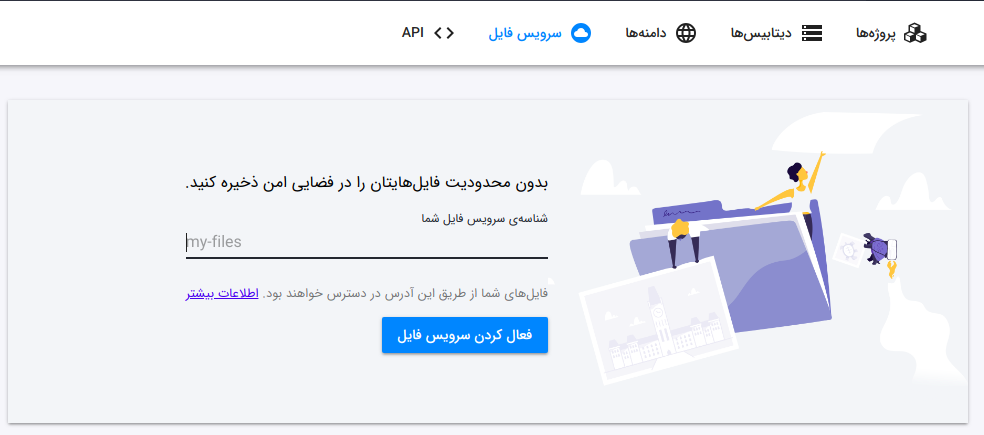 پروژه‌ها دیتابیس‌ها دامنه‌ها سرویس فایل API
بدون محدودیت فایل‌هایتان را در فضایی امن ذخیره کنید.
شناسه‌ی سرویس فایل شما
my-files
فایل‌های شما از طریق این آدرس در دسترس خواهند بود. اطلاعات بیشتر
فعال کردن سرویس فایل